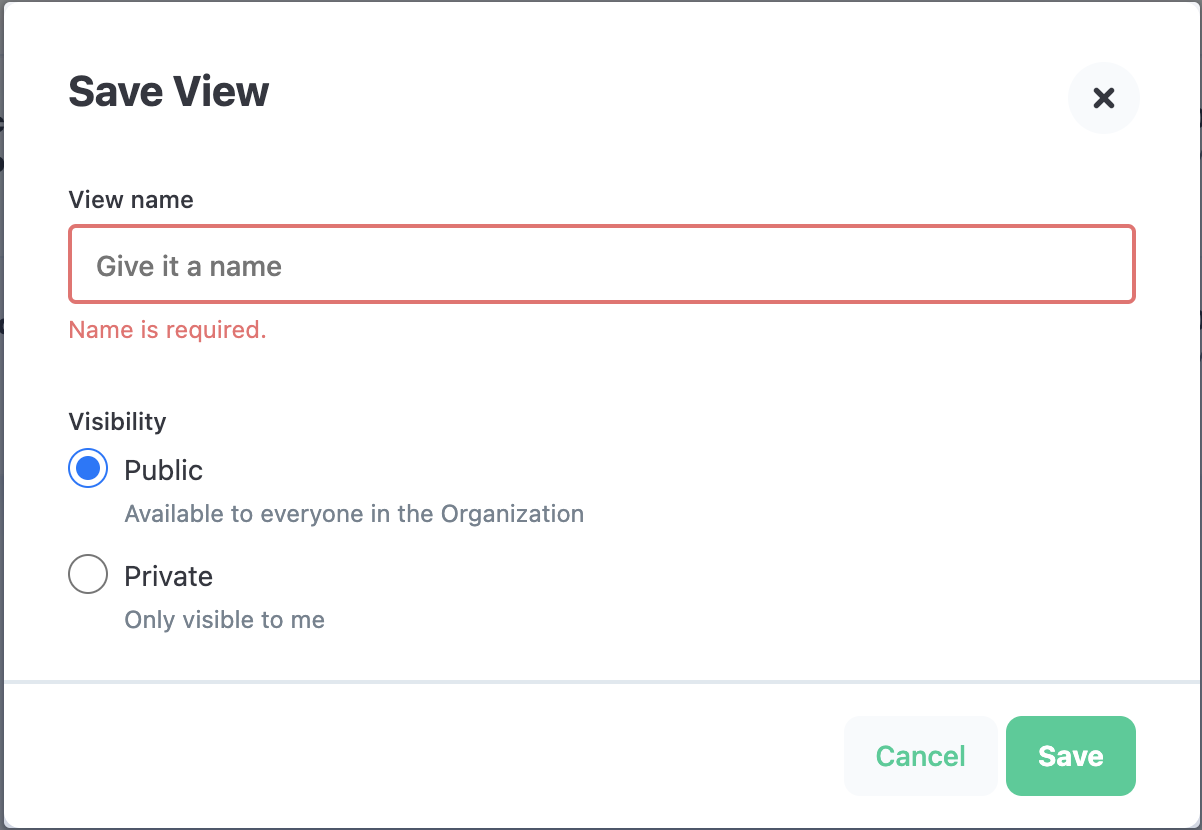 Save View
View name
Give it a name
Name is required.
Visibility
Public
Available to everyone in the Organization
Private
Only visible to me
Cancel
Save